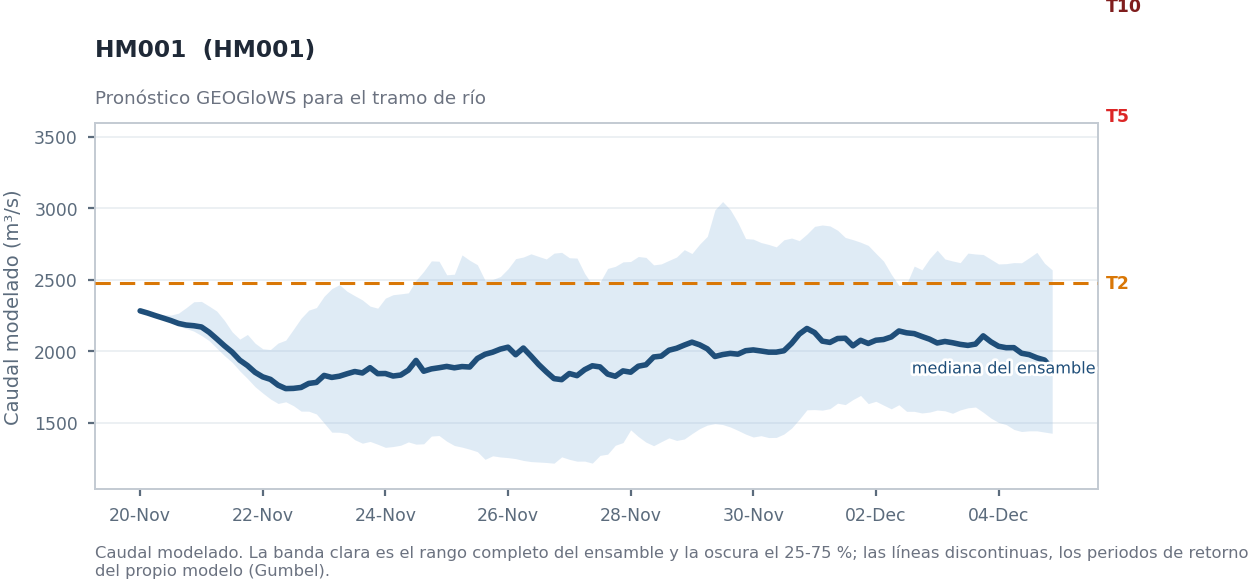 T10
HM001 (HM001)
Pronóstico GEOGloWS para el tramo de río
T5
3500
3000
2500
T2
2000
mediana del ensamble
1500
Caudal modelado (m³/s)
20-Nov
22-Nov
24-Nov
26-Nov
28-Nov
30-Nov
02-Dec
04-Dec
Caudal modelado. La banda clara es el rango completo del ensamble y la oscura el 25-75 %; las líneas discontinuas, los periodos de retorno
del propio modelo (Gumbel).